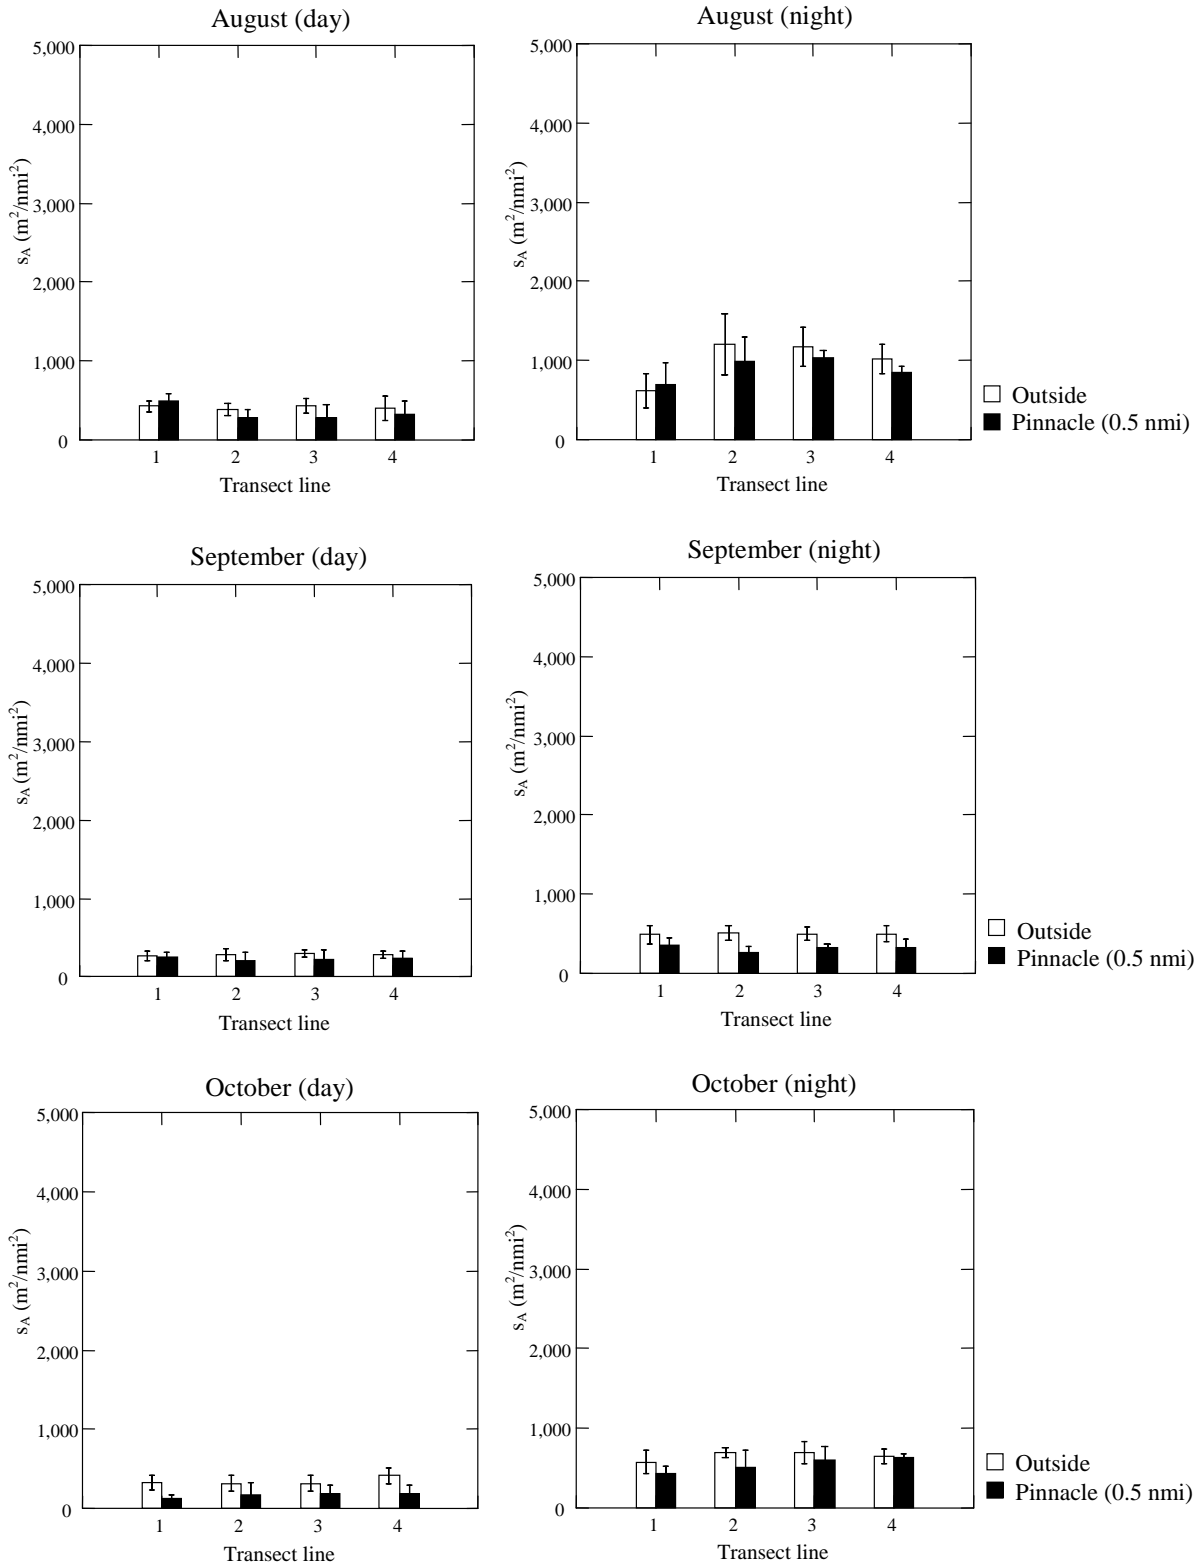 August (day)
5,000
4,000
3,000
2,000
1,000
0
s_A (m²/nmi²)
1 2 3 4
Transect line
August (night)
5,000
4,000
3,000
2,000
1,000
0
s_A (m²/nmi²)
1 2 3 4
Transect line
Outside
Pinnacle (0.5 nmi)
September (day)
5,000
4,000
3,000
2,000
1,000
0
s_A (m²/nmi²)
1 2 3 4
Transect line
September (night)
5,000
4,000
3,000
2,000
1,000
0
s_A (m²/nmi²)
1 2 3 4
Transect line
Outside
Pinnacle (0.5 nmi)
October (day)
5,000
4,000
3,000
2,000
1,000
0
s_A (m²/nmi²)
1 2 3 4
Transect line
October (night)
5,000
4,000
3,000
2,000
1,000
0
s_A (m²/nmi²)
1 2 3 4
Transect line
Outside
Pinnacle (0.5 nmi)